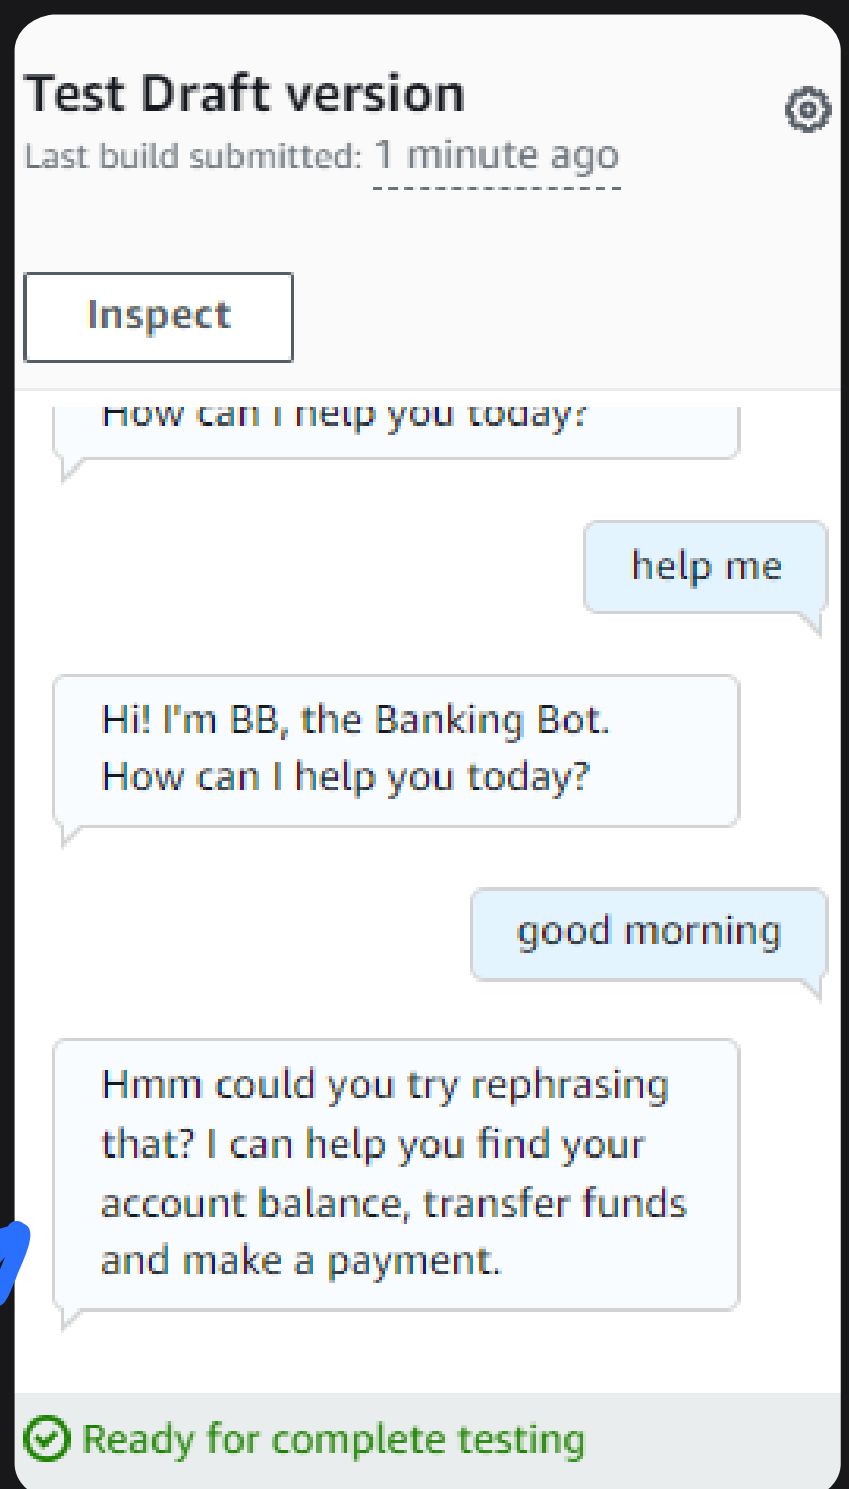 Test Draft version
Last build submitted: 1 minute ago
Inspect
How can I help you today?
help me
Hi! I'm BB, the Banking Bot.
How can I help you today?
good morning
Hmm could you try rephrasing
that? I can help you find your
account balance, transfer funds
and make a payment.
Ready for complete testing